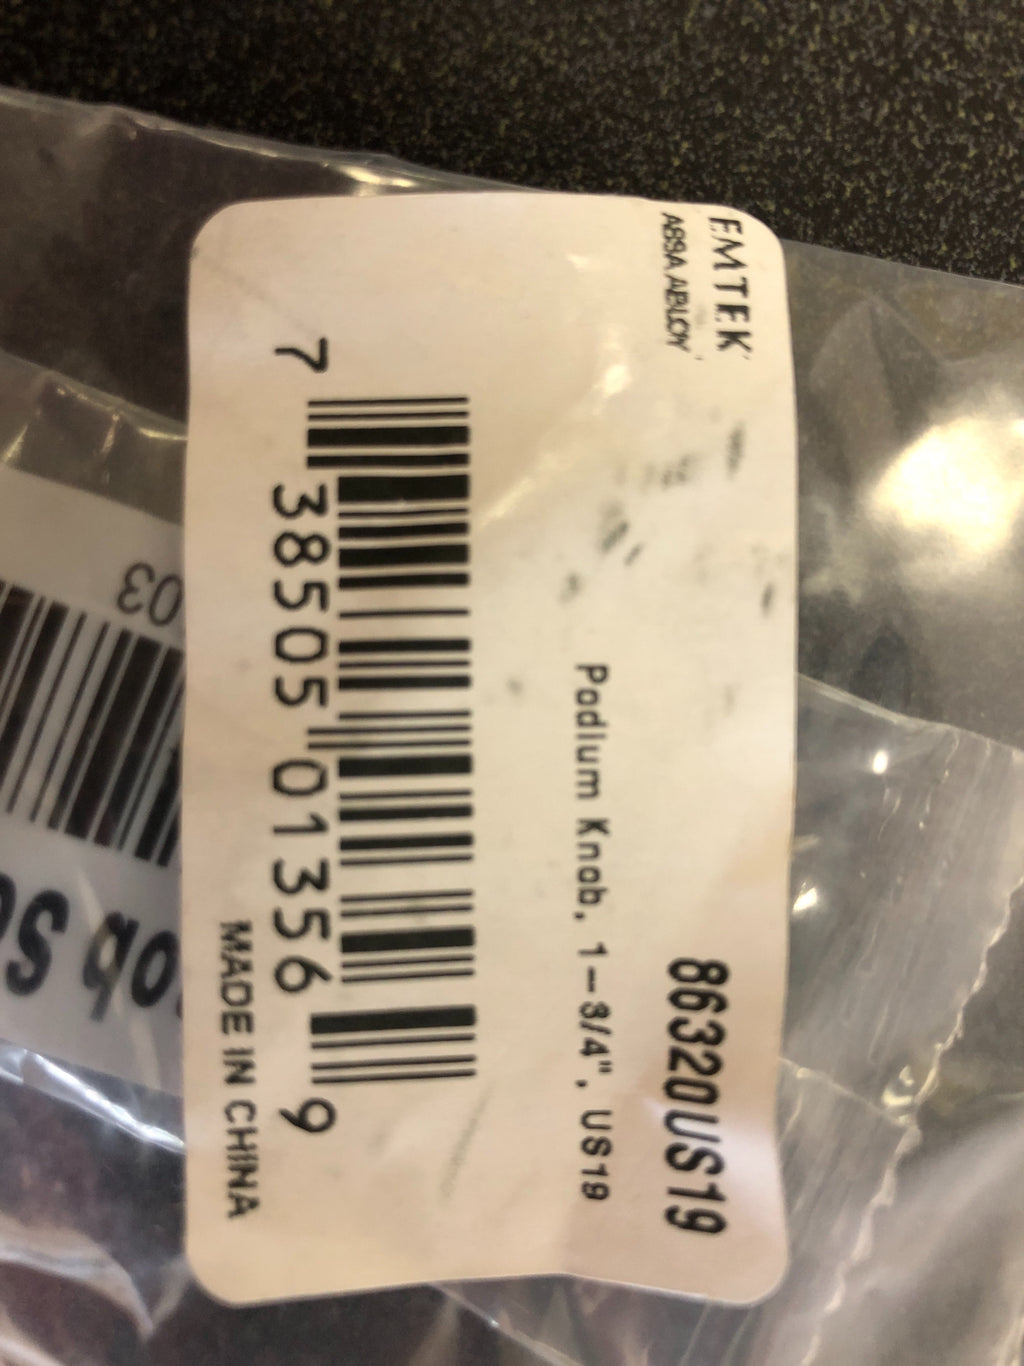 EMTEK
ASSA ABLOY
86320US19
Podium Knob, 1-3/4", US19
7 38505 01356 9
MADE IN CHINA
03